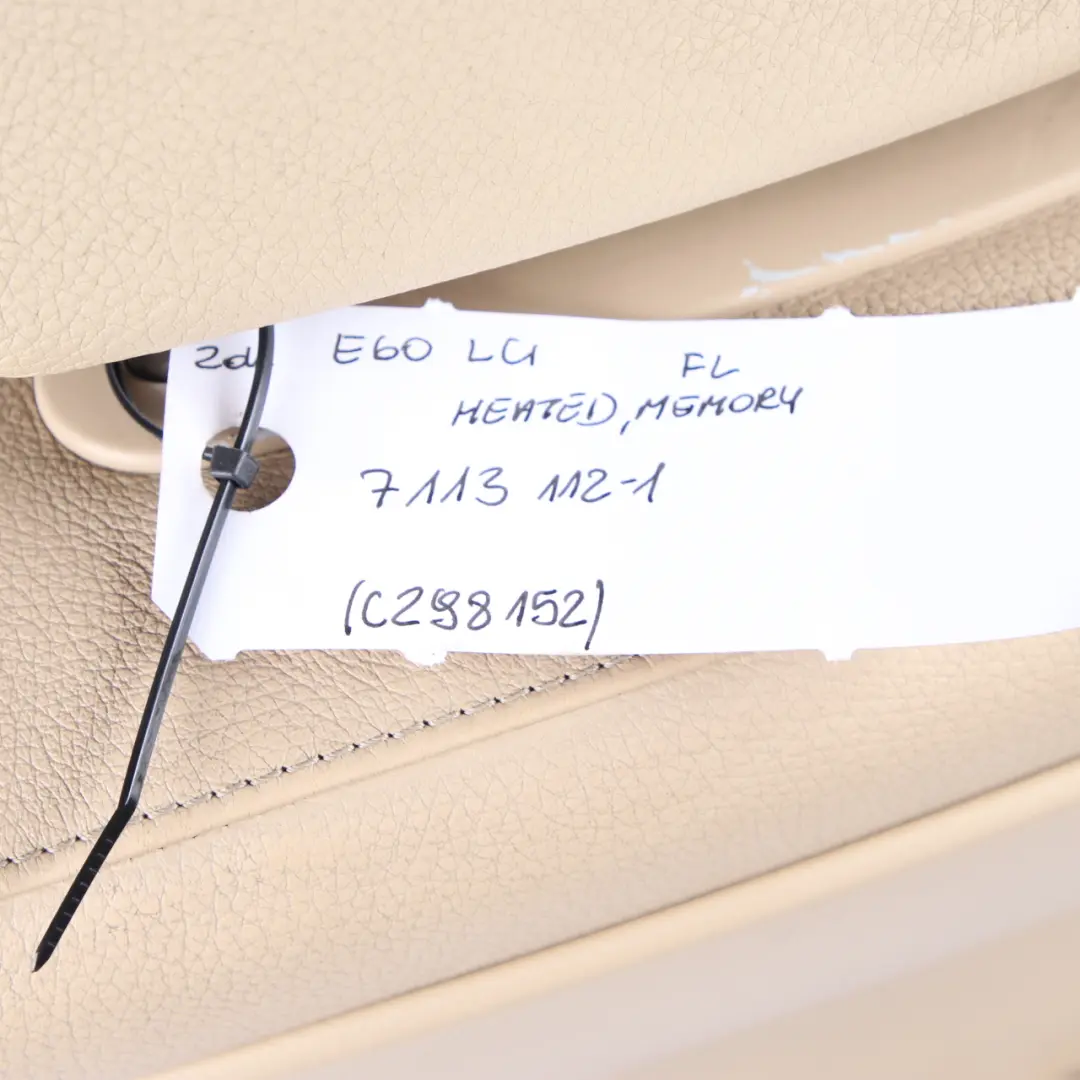 E60 LCI FL
HEATED, MEMORY
7113 112-1
(C298152)